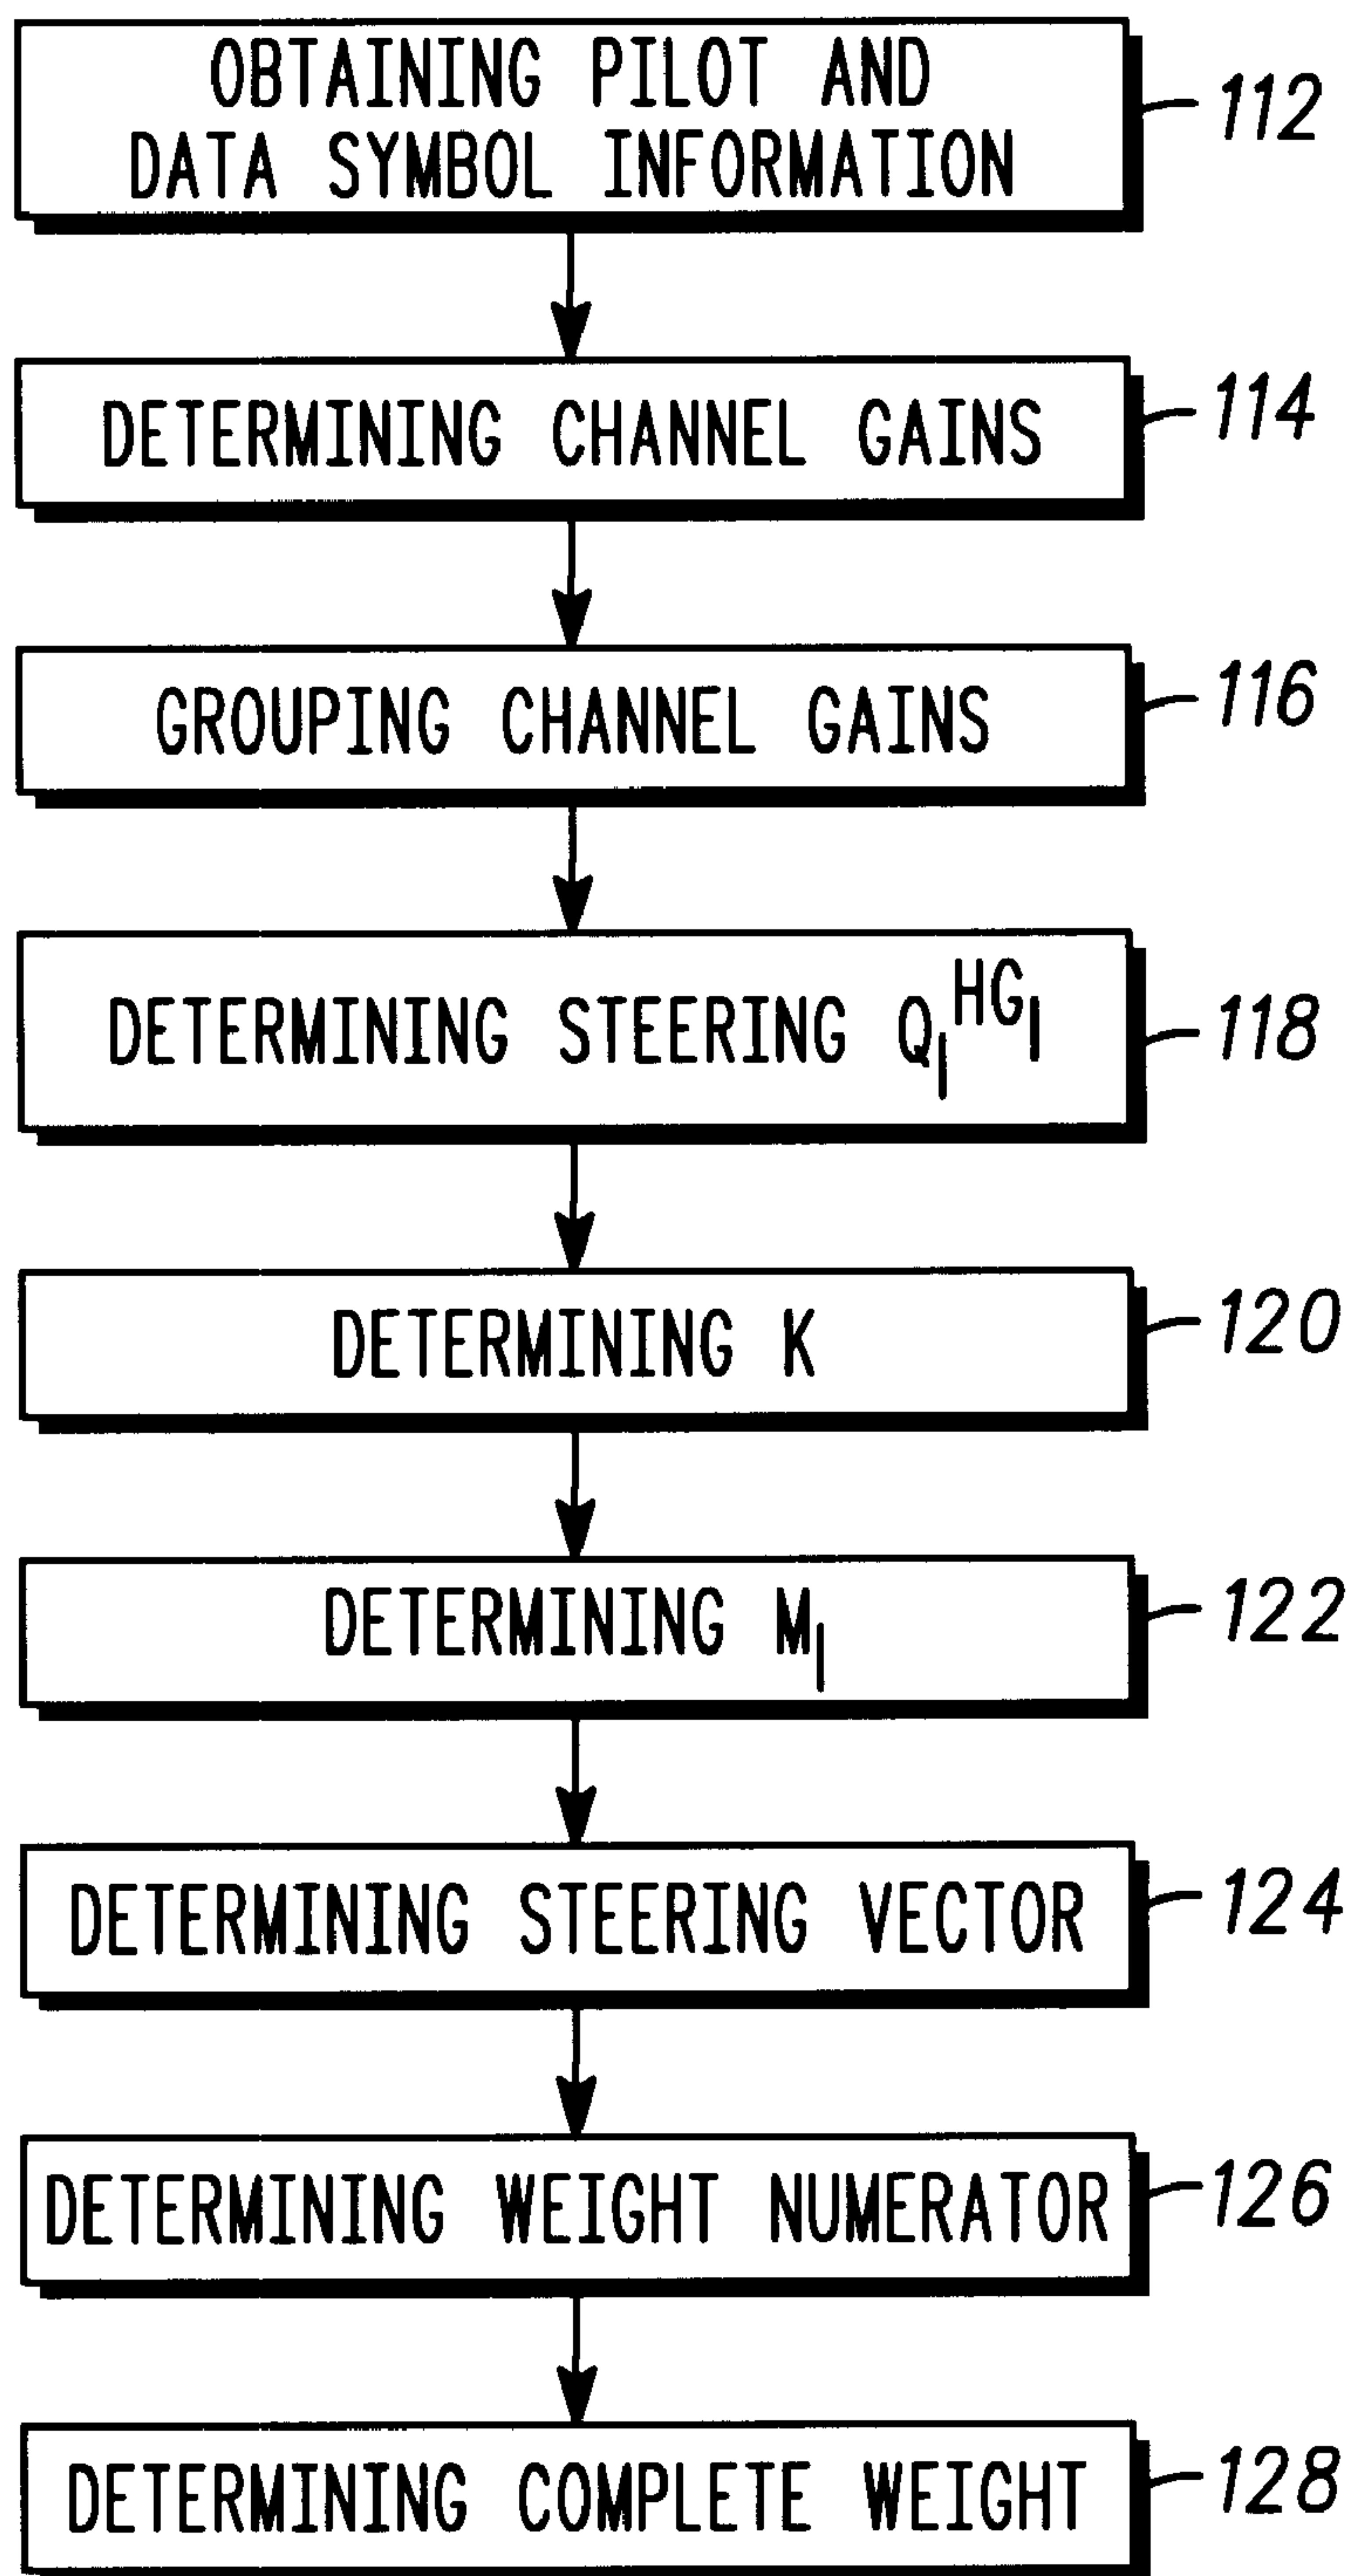 OBTAINING PILOT AND
DATA SYMBOL INFORMATION
112
DETERMINING CHANNEL GAINS
114
GROUPING CHANNEL GAINS
116
DETERMINING STEERING Q_l^HG_l
118
DETERMINING K
120
DETERMINING M_l
122
DETERMINING STEERING VECTOR
124
DETERMINING WEIGHT NUMERATOR
126
DETERMINING COMPLETE WEIGHT
128